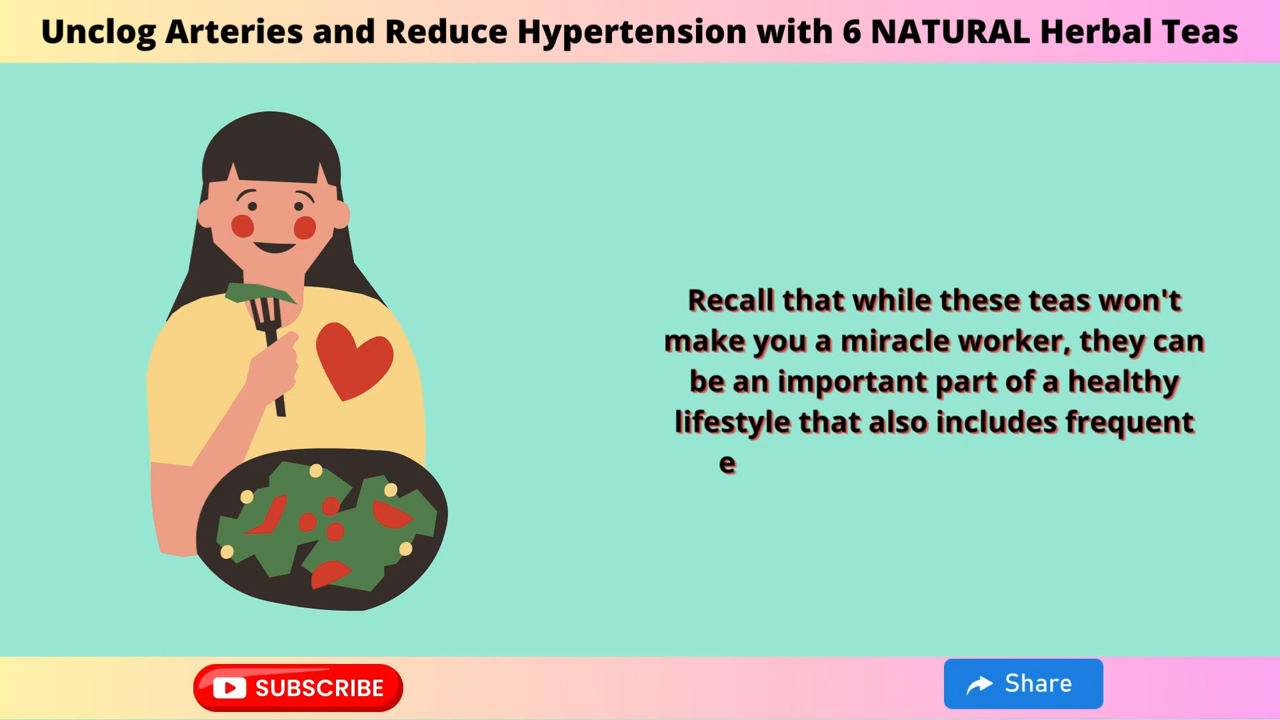 Unclog Arteries and Reduce Hypertension with 6 NATURAL Herbal Teas
Recall that while these teas won't
make you a miracle worker, they can
be an important part of a healthy
lifestyle that also includes frequent
e
SUBSCRIBE
Share